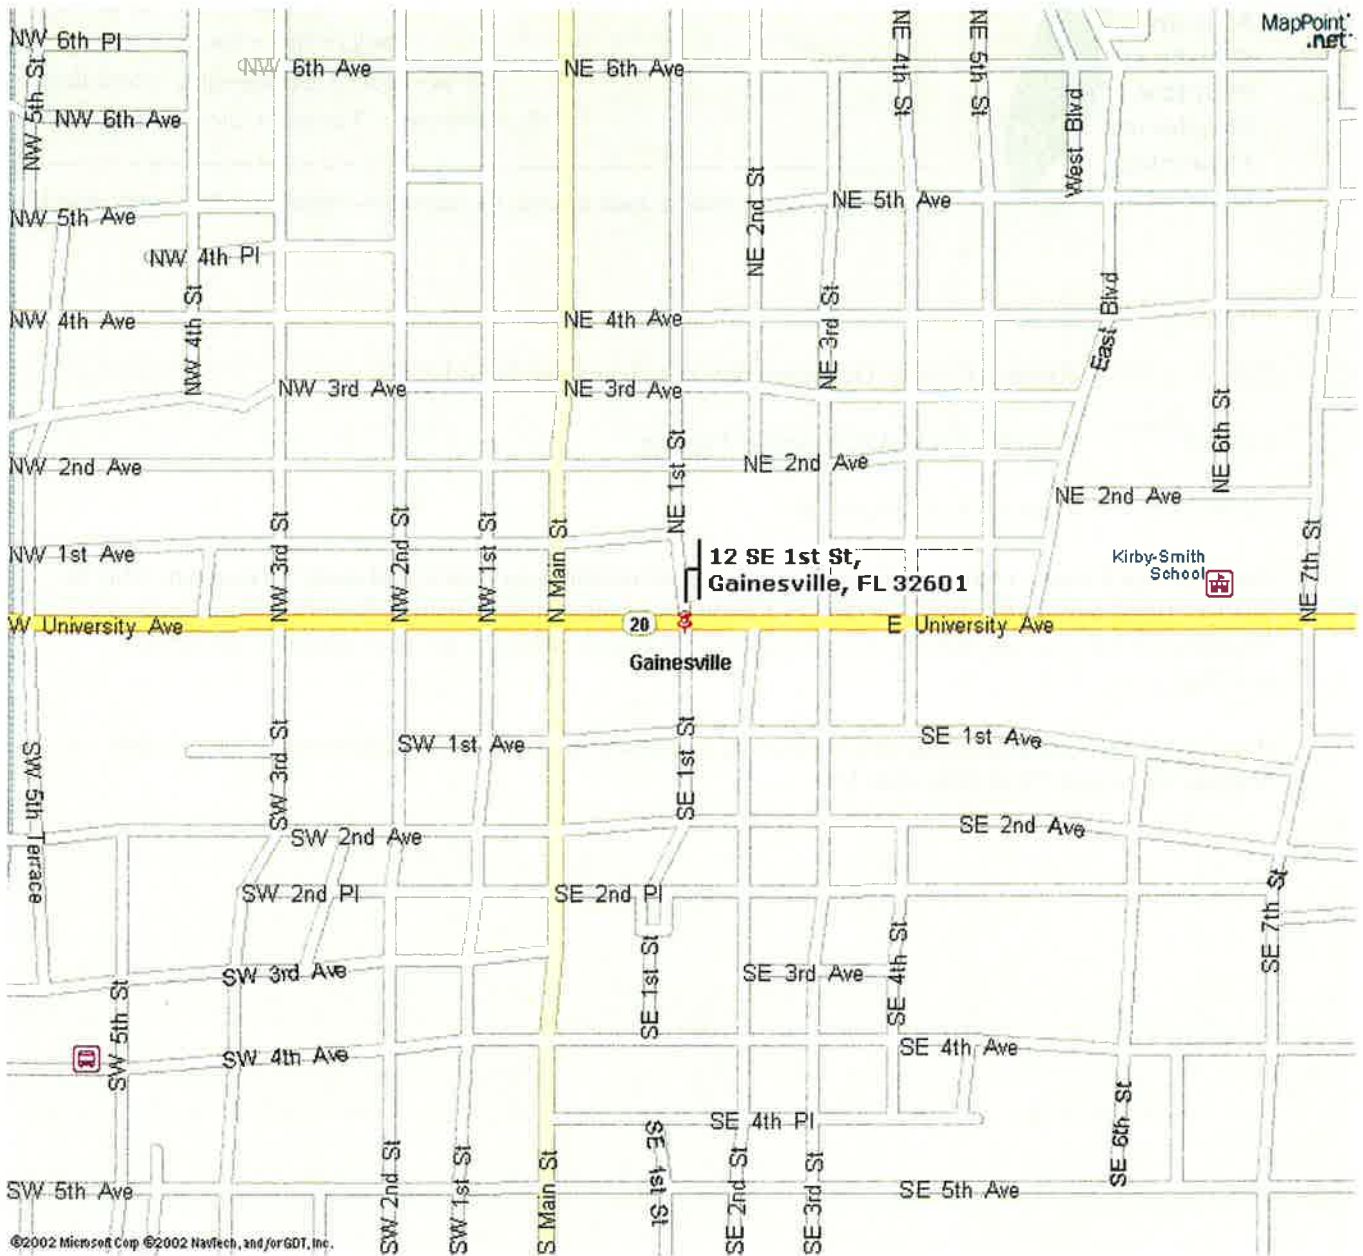 MapPoint
.net
NW 6th Pl
NW 6th Ave
NE 6th Ave
NE 4th St
NE 5th St
NW 5th St
NW 6th Ave
West Blvd
NE 2nd St
NE 5th Ave
NW 5th Ave
NW 4th Pl
NW 4th St
NE 3rd St
East Blvd
NW 4th Ave
NE 4th Ave
NW 3rd Ave
NE 3rd Ave
NE 6th St
NE 1st St
NW 2nd Ave
NE 2nd Ave
NE 2nd Ave
NW 3rd St
NW 2nd St
NW 1st St
N Main St
NE 7th St
NW 1st Ave
12 SE 1st St,
Gainesville, FL 32601
Kirby-Smith
School
W University Ave
20
E University Ave
Gainesville
SW 3rd St
SE 1st St
SW 1st Ave
SE 1st Ave
SW 5th Terrace
SW 2nd Ave
SE 2nd Ave
SW 2nd Pl
SE 2nd Pl
SE 7th St
SE 1st St
SE 4th St
SW 3rd Ave
SE 3rd Ave
SW 5th St
SW 4th Ave
SE 4th Ave
SE 6th St
SE 4th Pl
SE 1st St
SW 2nd St
SW 1st St
S Main St
SE 2nd St
SE 3rd St
SW 5th Ave
SE 5th Ave
©2002 Microsoft Corp ©2002 NavTech, and/or GDT, Inc.